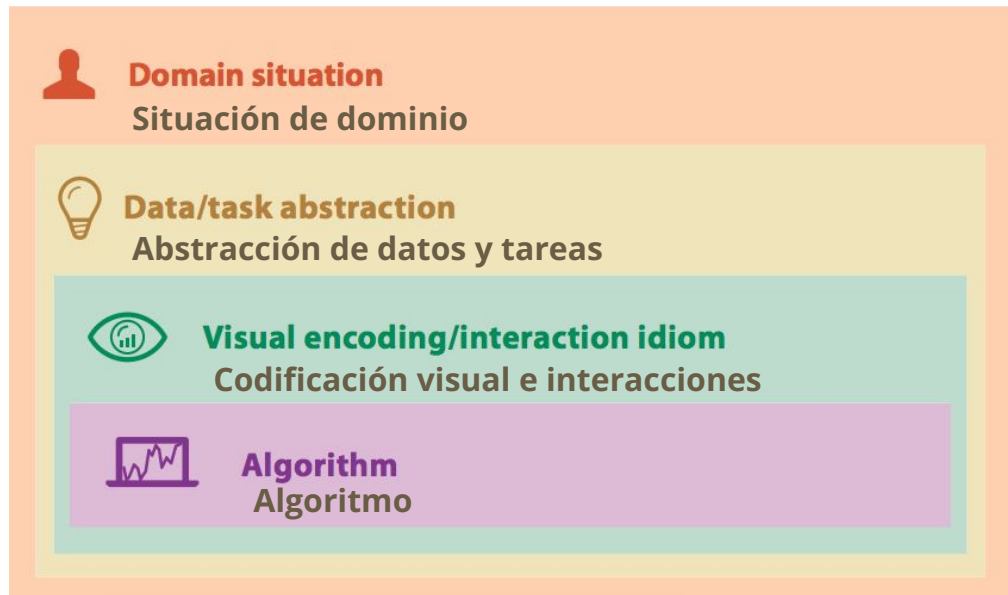 Domain situation
Situación de dominio
Data/task abstraction
Abstracción de datos y tareas
Visual encoding/interaction idiom
Codificación visual e interacciones
Algorithm
Algoritmo